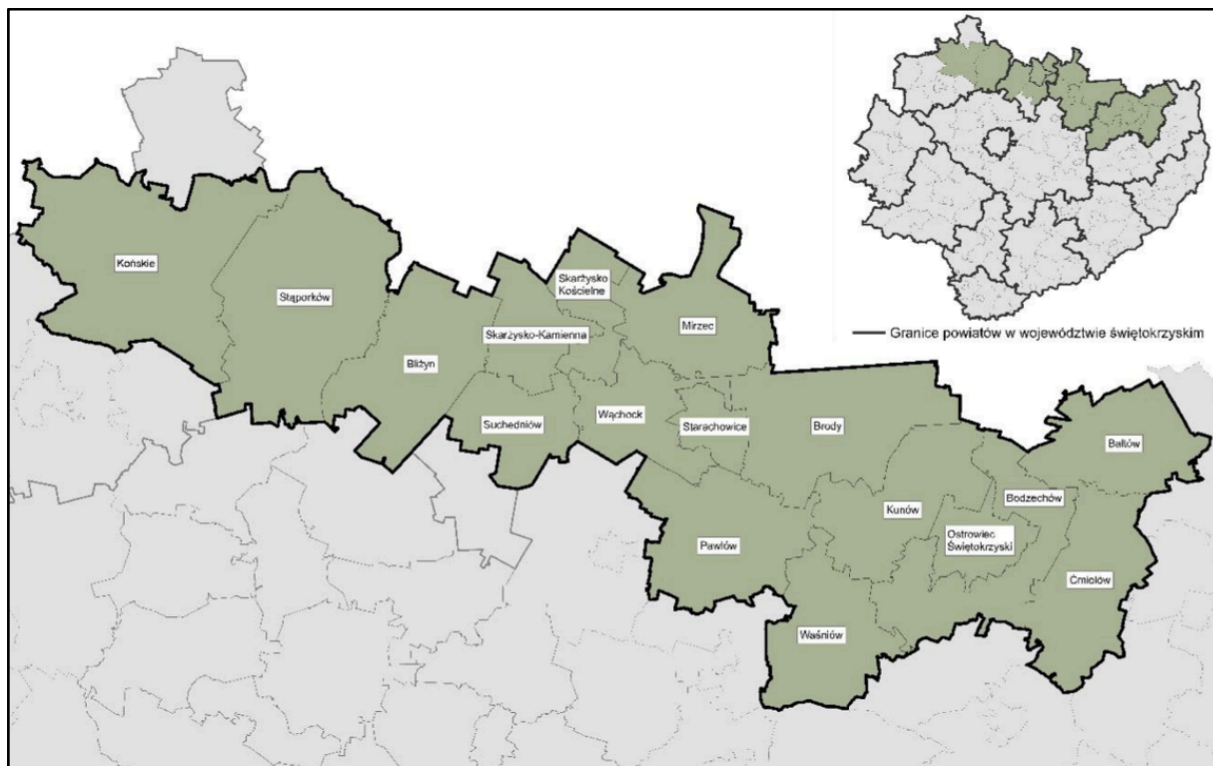 Granice powiatów w województwie świętokrzyskim
Końskie
Stąporków
Skarżysko
Kościelne
Mirzec
Skarżysko-Kamienna
Bliżyn
Suchedniów
Wąchock
Starachowice
Brody
Bałtów
Bodzechów
Kunów
Ostrowiec
Świętokrzyski
Pawłów
Ćmielów
Waśniów